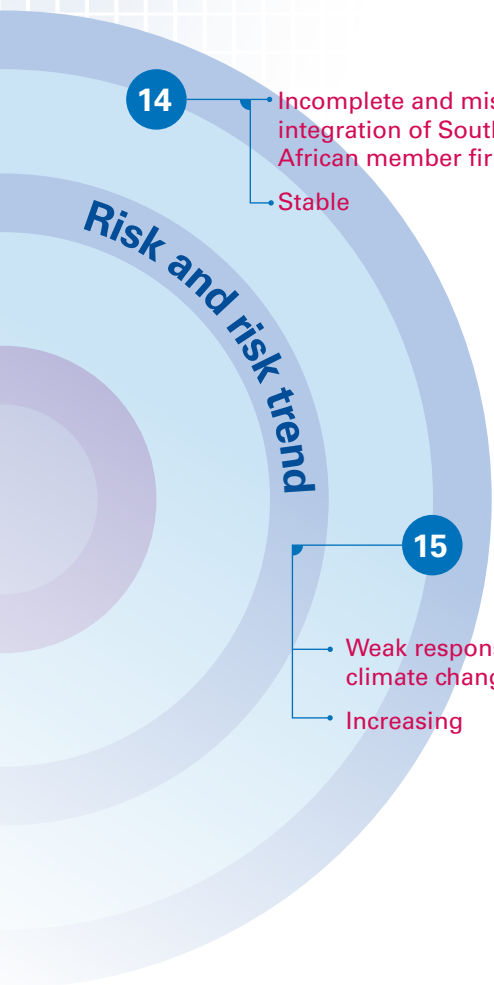 14
Incomplete and mis
integration of South
African member fir
Stable
Risk and risk trend
15
Weak respons
climate chang
Increasing